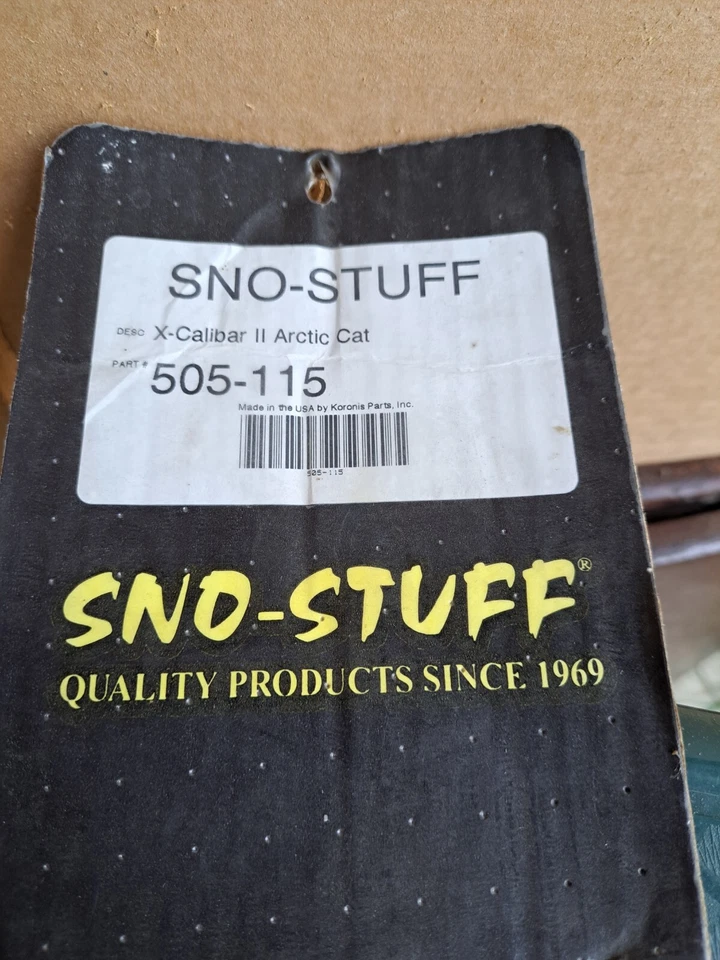 SNO-STUFF
DESC X-Calibar II Arctic Cat
PART # 505-115
Made in the USA by Koronis Parts, Inc.
505-115
SNO-STUFF®
QUALITY PRODUCTS SINCE 1969